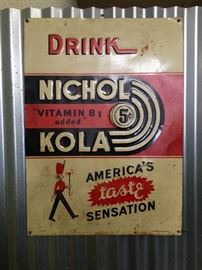 DRINK
NICHOL
VITAMIN B1
added
5¢
KOLA
AMERICA'S
taste
SENSATION